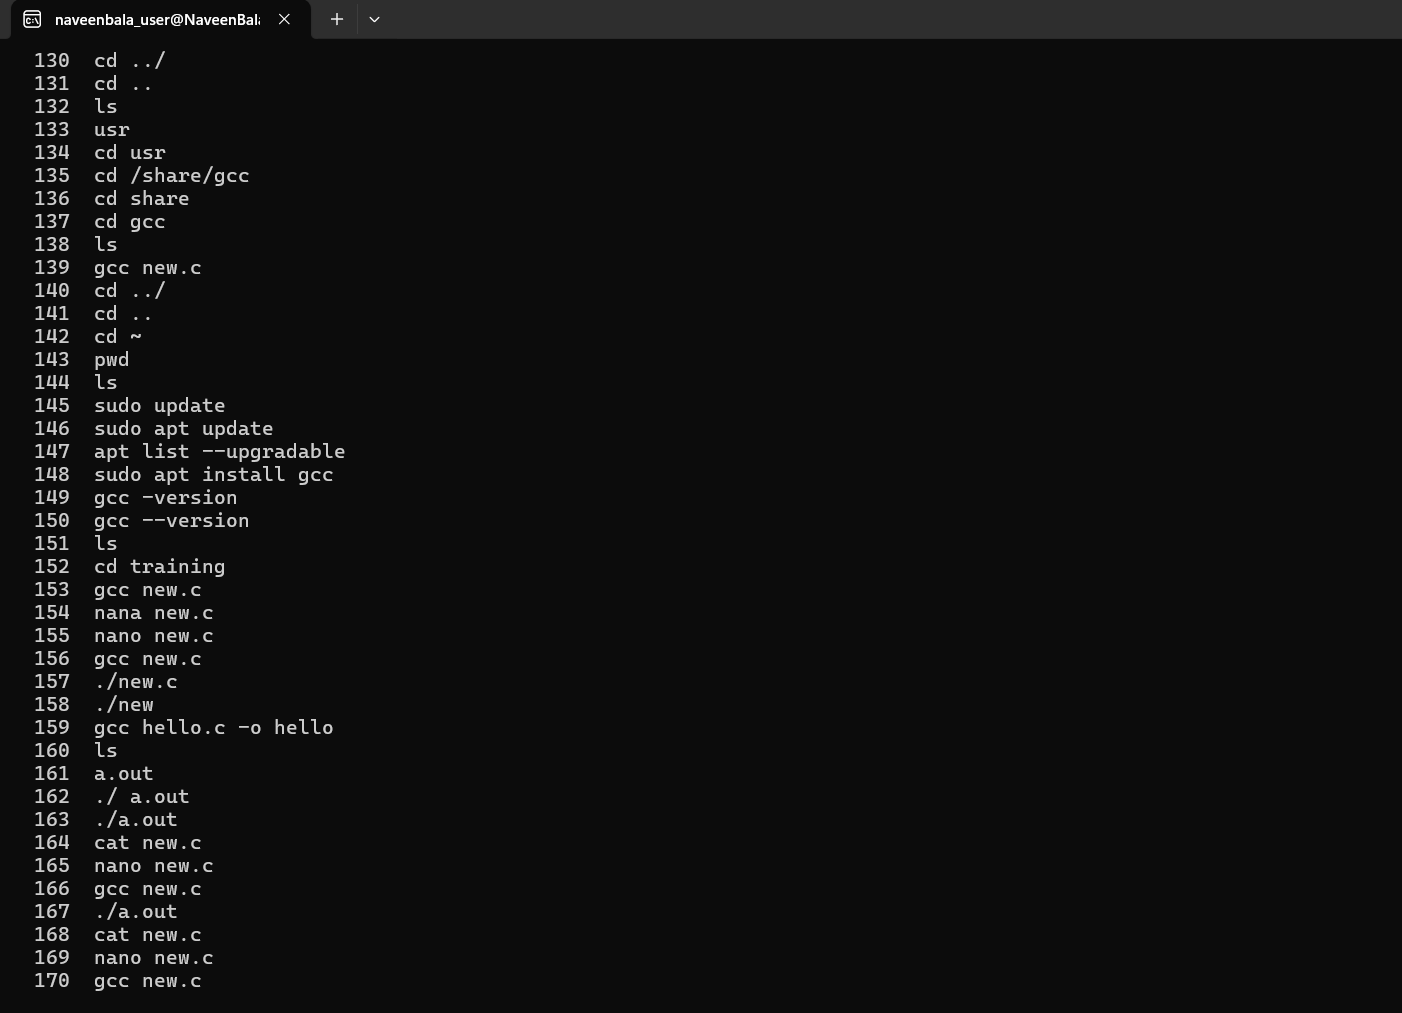 naveenbala_user@NaveenBal
130 cd ../
131 cd ..
132 ls
133 usr
134 cd usr
135 cd /share/gcc
136 cd share
137 cd gcc
138 ls
139 gcc new.c
140 cd ../
141 cd ..
142 cd ~
143 pwd
144 ls
145 sudo update
146 sudo apt update
147 apt list --upgradable
148 sudo apt install gcc
149 gcc -version
150 gcc --version
151 ls
152 cd training
153 gcc new.c
154 nana new.c
155 nano new.c
156 gcc new.c
157 ./new.c
158 ./new
159 gcc hello.c -o hello
160 ls
161 a.out
162 ./ a.out
163 ./a.out
164 cat new.c
165 nano new.c
166 gcc new.c
167 ./a.out
168 cat new.c
169 nano new.c
170 gcc new.c